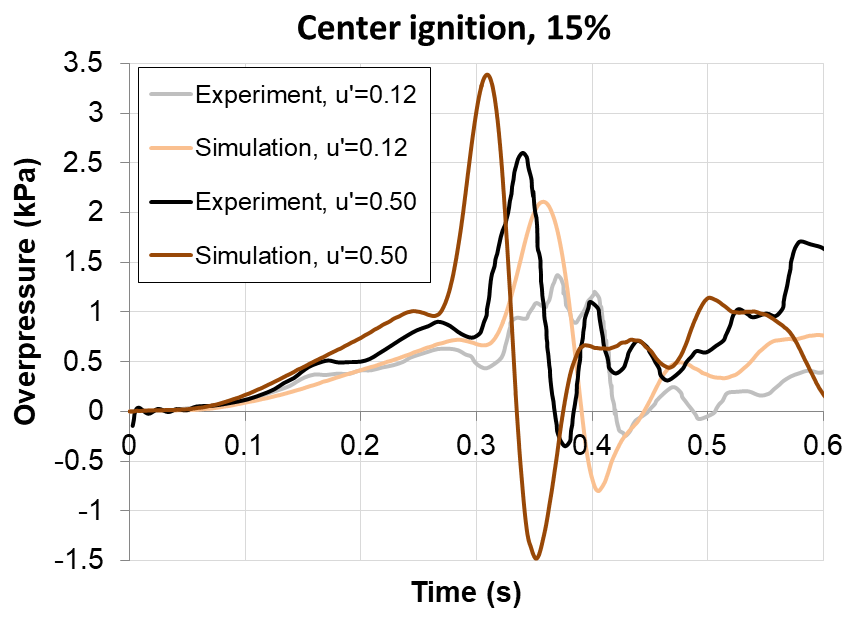 Center ignition, 15%
3.5
3
2.5
2
1.5
1
0.5
0
-0.5
-1
-1.5
Overpressure (kPa)
Experiment, u'=0.12
Simulation, u'=0.12
Experiment, u'=0.50
Simulation, u'=0.50
0 0.1 0.2 0.3 0.4 0.5 0.6
Time (s)